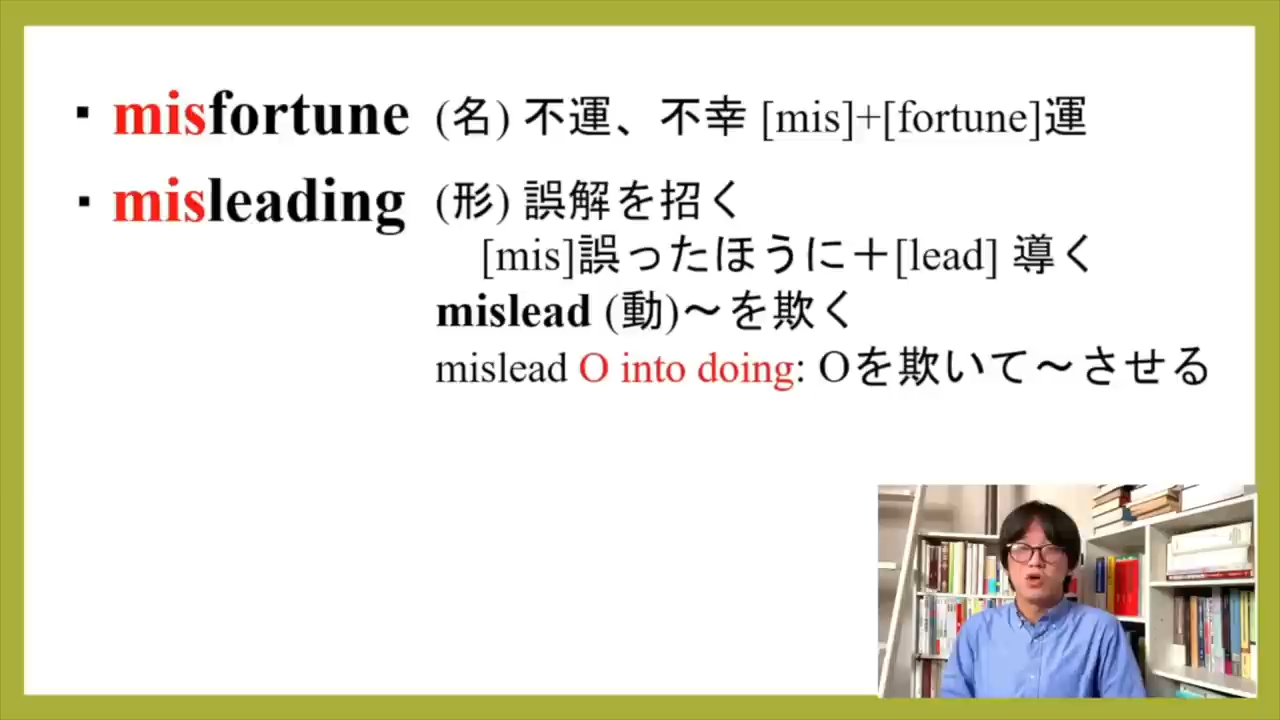 ・misfortune (名) 不運、不幸 [mis]+[fortune]運
・misleading (形) 誤解を招く
[mis]誤ったほうに＋[lead] 導く
mislead (動)～を欺く
mislead O into doing: Oを欺いて～させる